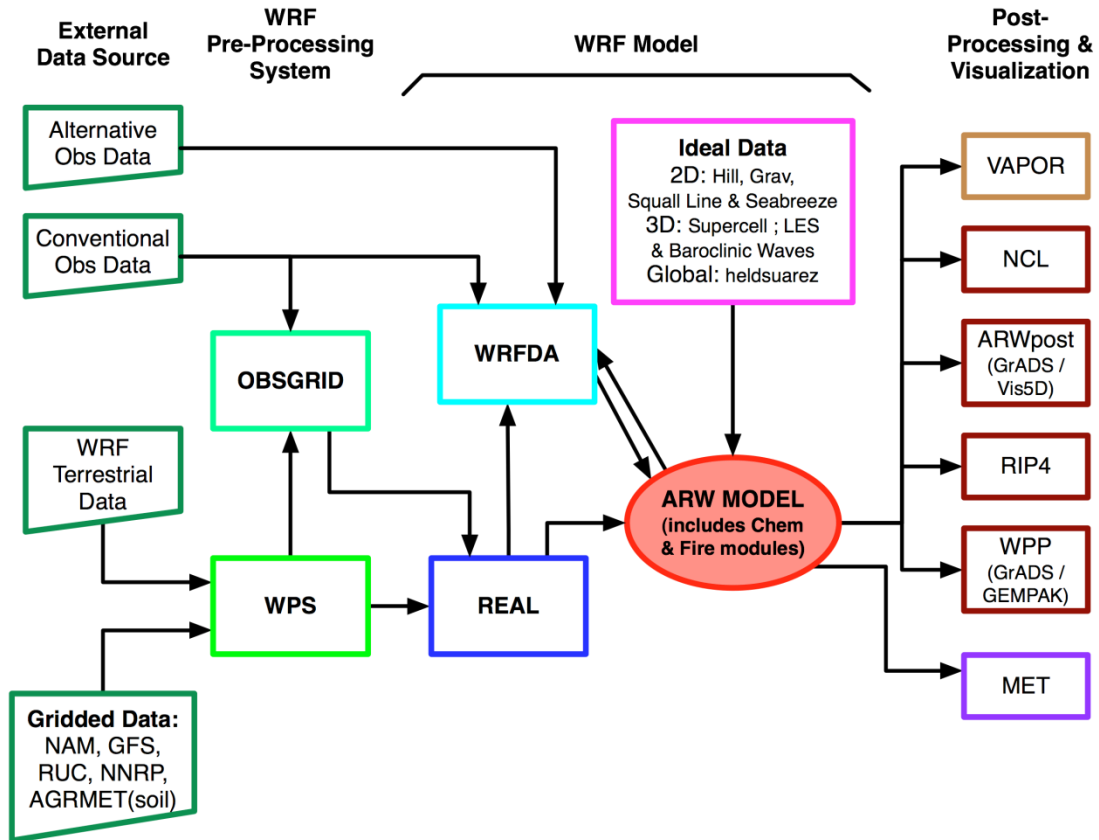 External
Data Source
WRF
Pre-Processing
System
WRF Model
Post-
Processing &
Visualization
Alternative
Obs Data
Conventional
Obs Data
WRF
Terrestrial
Data
Gridded Data:
NAM, GFS,
RUC, NNRP,
AGRMET(soil)
OBSGRID
WPS
WRFDA
REAL
Ideal Data
2D: Hill, Grav,
Squall Line & Seabreeze
3D: Supercell ; LES
& Baroclinic Waves
Global: heldsuarez
ARW MODEL
(includes Chem
& Fire modules)
VAPOR
NCL
ARWpost
(GrADS /
Vis5D)
RIP4
WPP
(GrADS /
GEMPAK)
MET